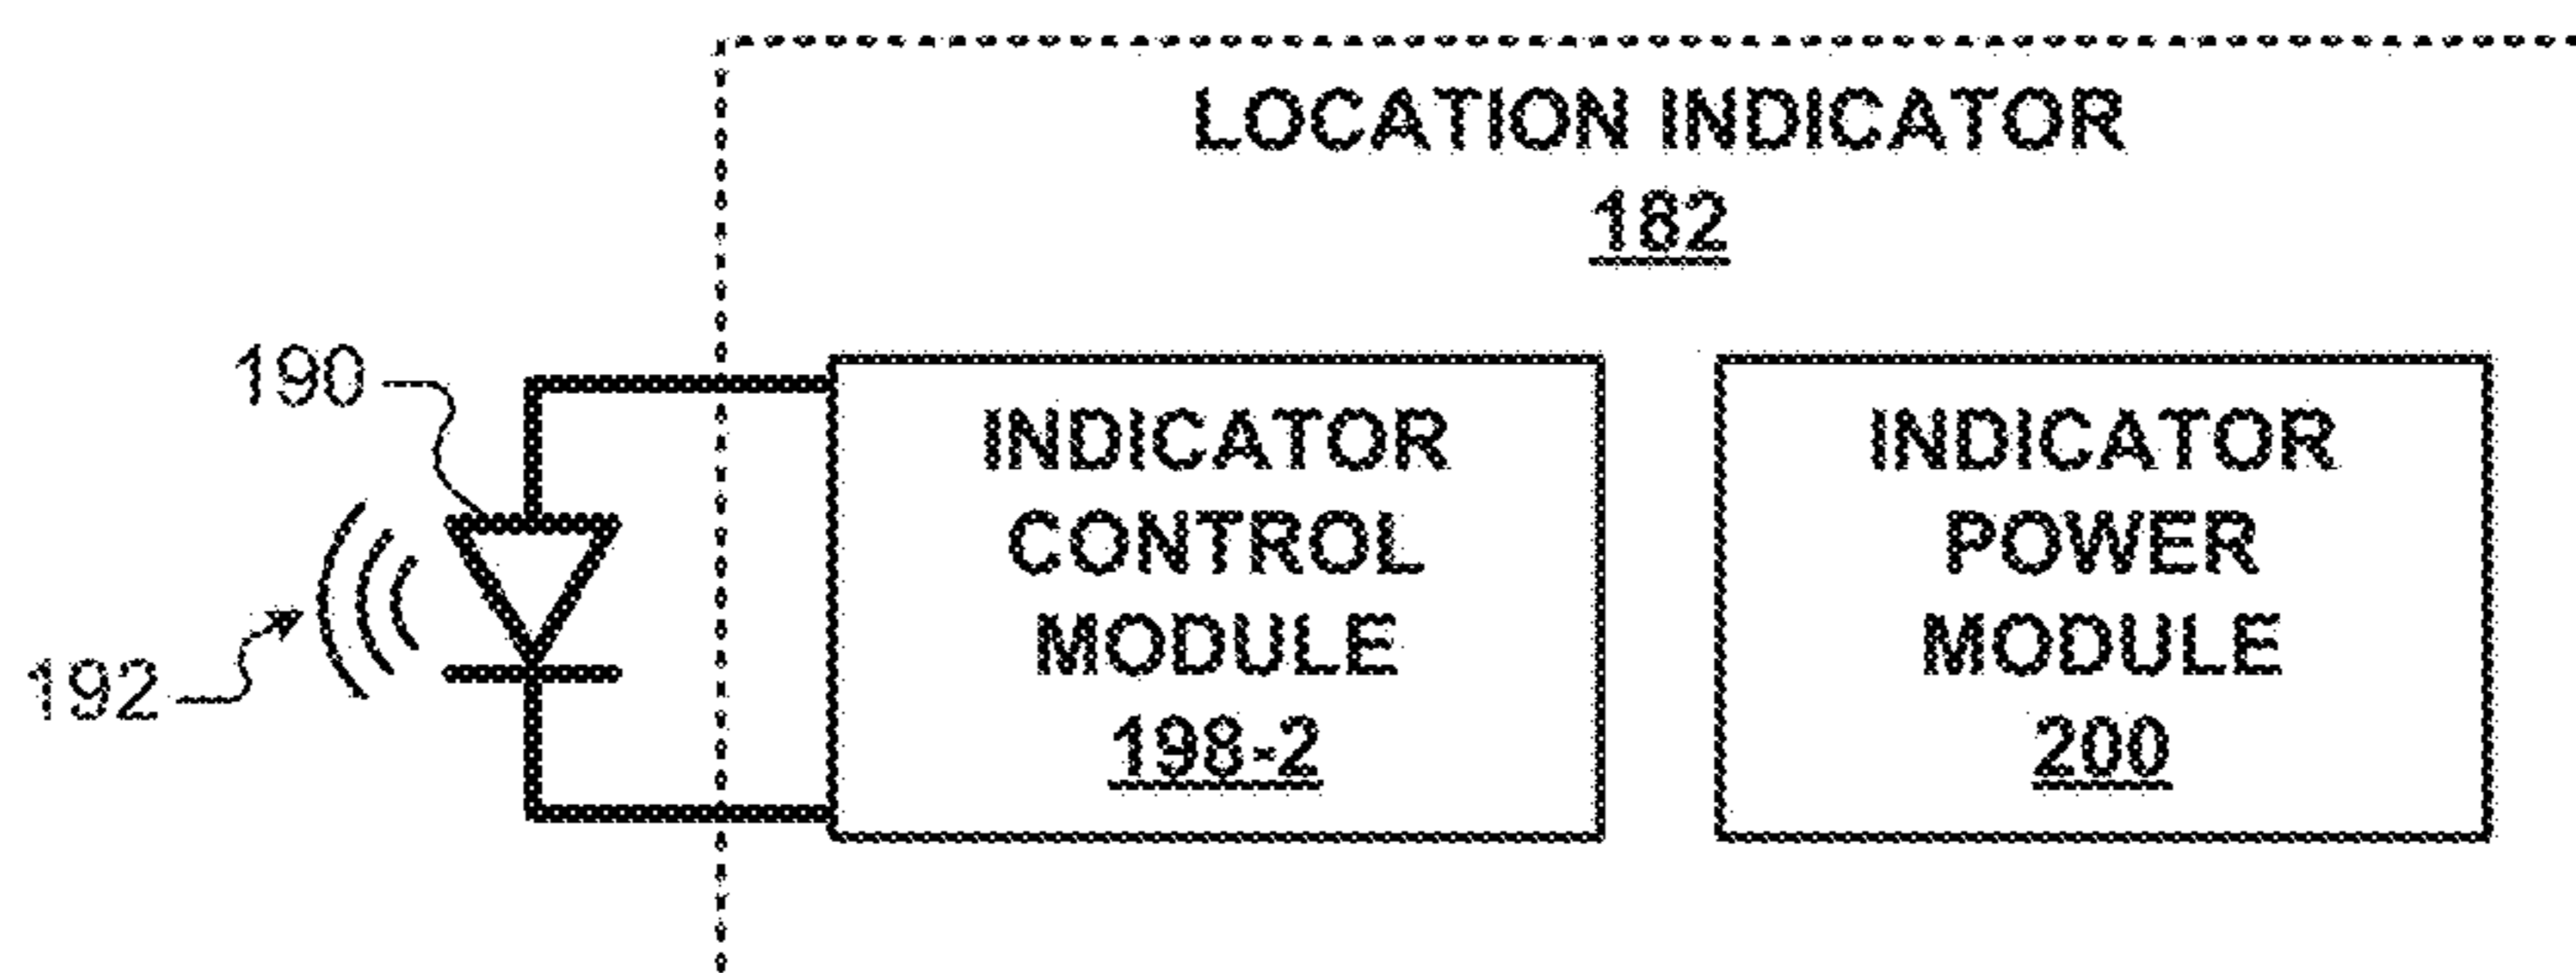 LOCATION INDICATOR
182
190
INDICATOR
CONTROL
MODULE
198-2
INDICATOR
POWER
MODULE
200
192